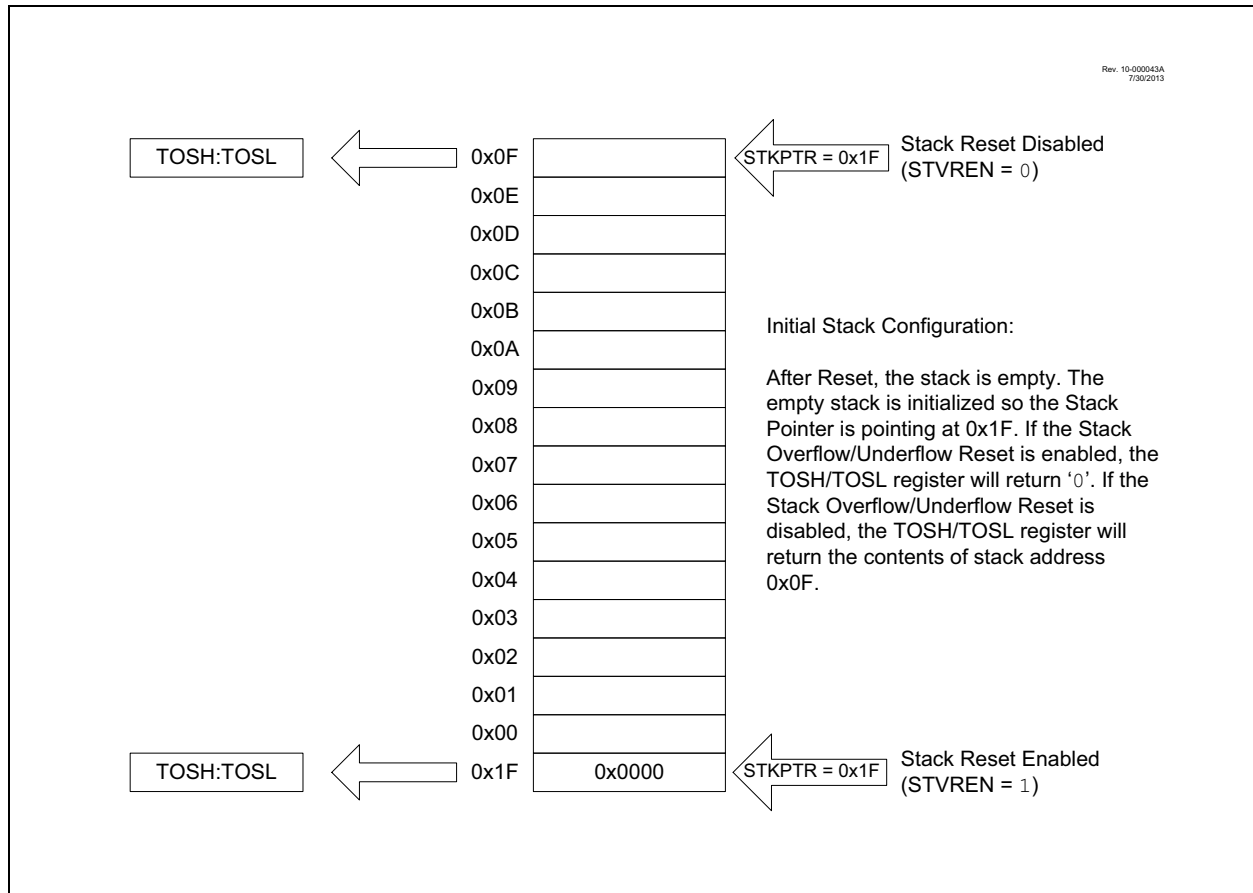 Rev. 10-000043A
7/30/2013
TOSH:TOSL
0x0F
STKPTR = 0x1F
Stack Reset Disabled
(STVREN = 0)
0x0E
0x0D
0x0C
0x0B
0x0A
0x09
0x08
0x07
0x06
0x05
0x04
0x03
0x02
0x01
0x00
Initial Stack Configuration:
After Reset, the stack is empty. The
empty stack is initialized so the Stack
Pointer is pointing at 0x1F. If the Stack
Overflow/Underflow Reset is enabled, the
TOSH/TOSL register will return ‘0’. If the
Stack Overflow/Underflow Reset is
disabled, the TOSH/TOSL register will
return the contents of stack address
0x0F.
TOSH:TOSL
0x1F
0x0000
STKPTR = 0x1F
Stack Reset Enabled
(STVREN = 1)